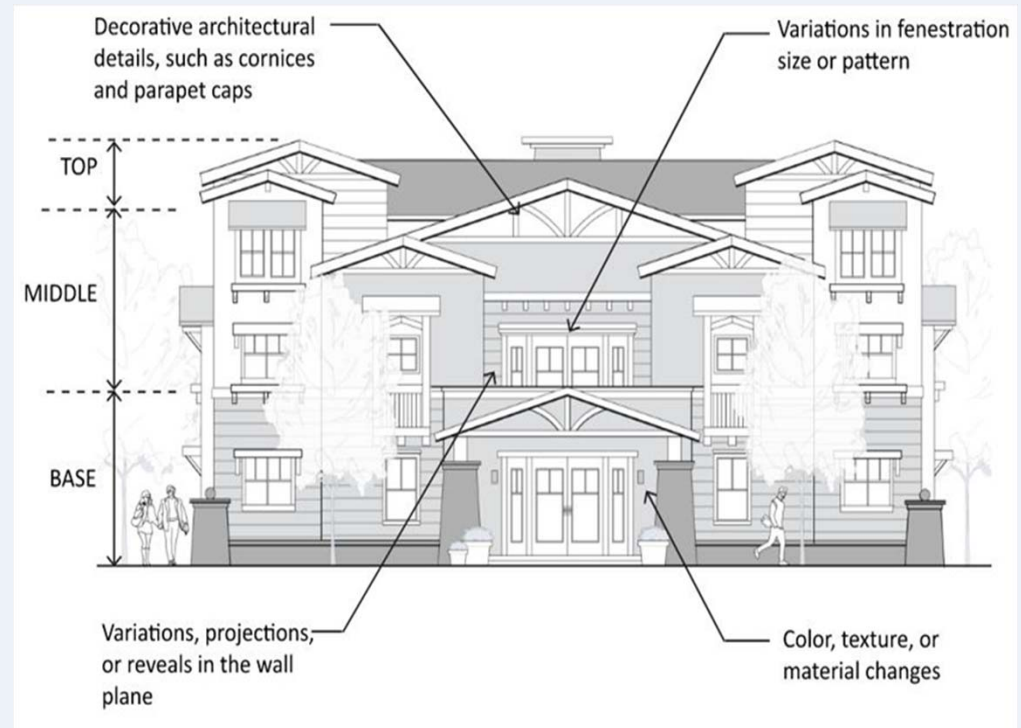 Decorative architectural
details, such as cornices
and parapet caps
Variations in fenestration
size or pattern
TOP
MIDDLE
BASE
Variations, projections,
or reveals in the wall
plane
Color, texture, or
material changes